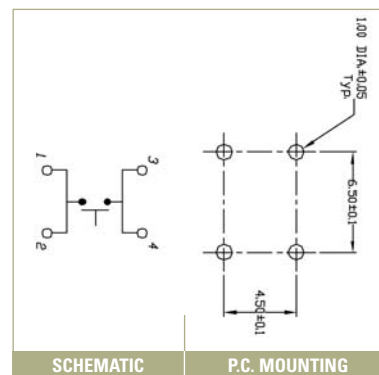 1.00 DIA.±0.05
Typ.
6.50±0.1
4.50±0.1
1
3
2
4
SCHEMATIC
P.C. MOUNTING